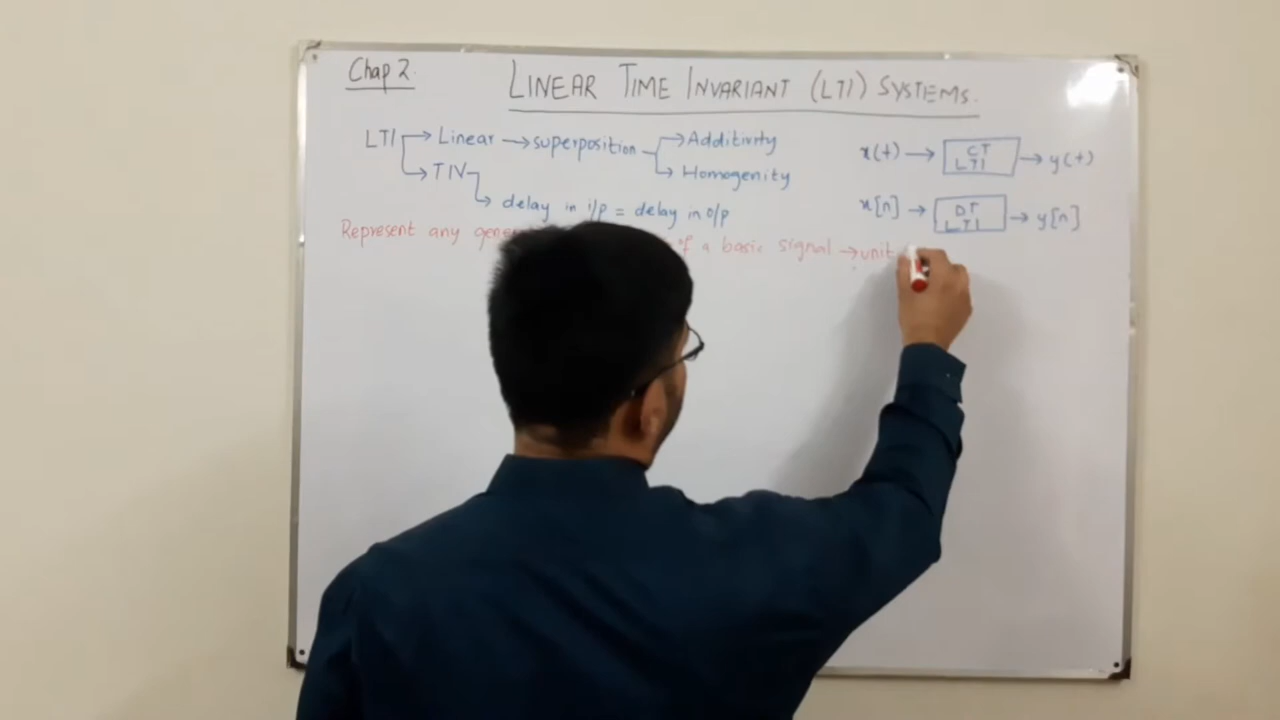 Chap 2.
LINEAR TIME INVARIANT (LTI) SYSTEMS.
LTI → Linear → superposition → Additivity
→ Homogenity
→ TIV
→ delay in i/p = delay in o/p
x(t) → CT LTI → y(t)
x[n] → DT LTI → y[n]
Represent any of a basic signal → unit